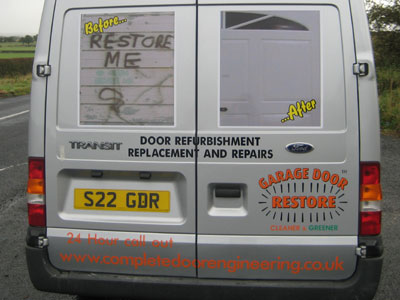 Before...
RESTORE
ME
...After
TRANSIT
DOOR REFURBISHMENT
REPLACEMENT AND REPAIRS
Ford
S22 GDR
GARAGE DOOR
RESTORE
CLEANER & GREENER
24 Hour call out
www.completedoorengineering.co.uk